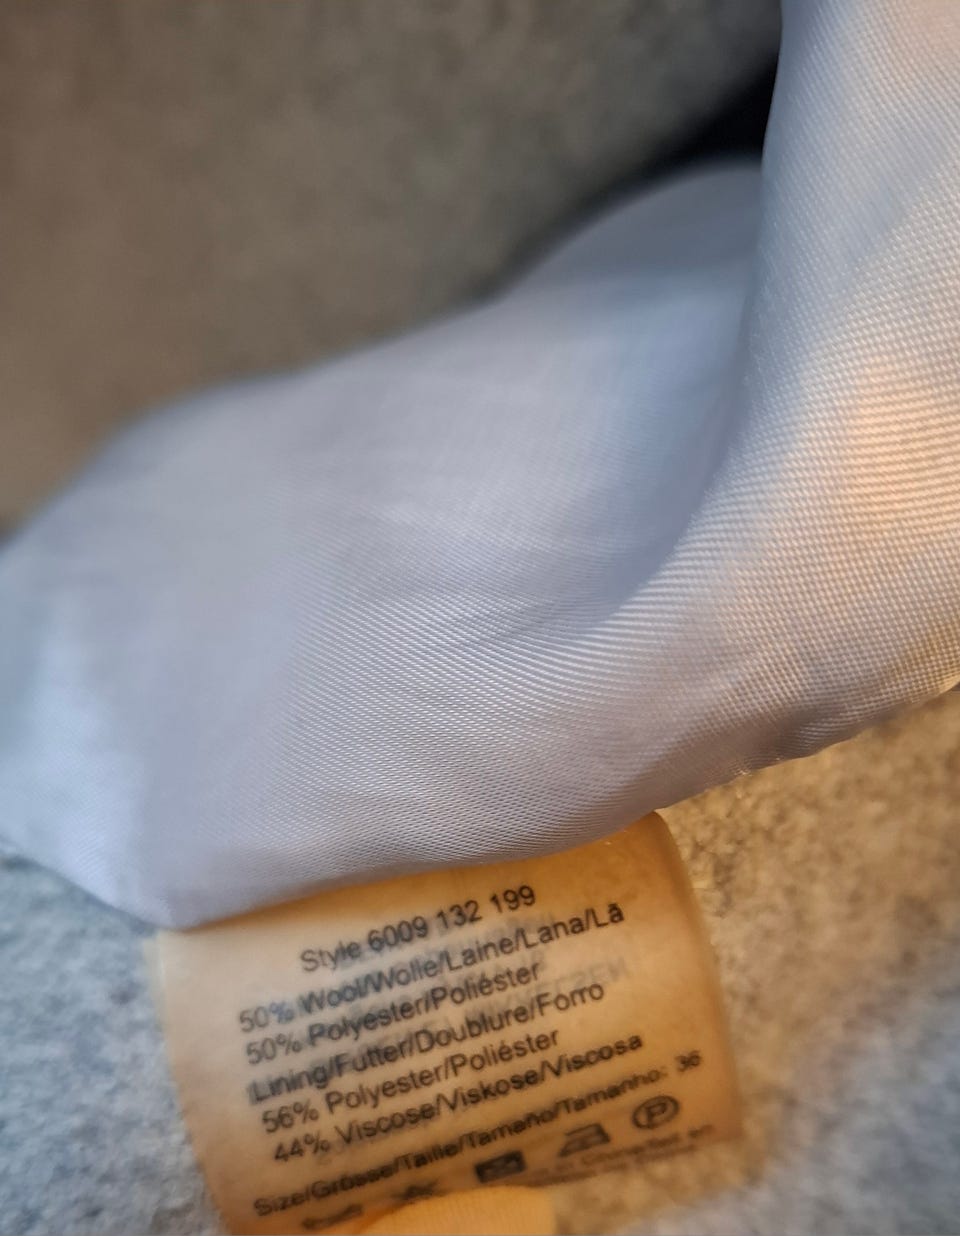 Style 6009 132 199
50% Wool/Wolle/Laine/Lana/Lã
50% Polyester/Poliéster
Lining/Futter/Doublure/Forro
56% Polyester/Poliéster
44% Viscose/Viskose/Viscosa
Size/Grösse/Taille/Tamaño/Tamanho: 36
P